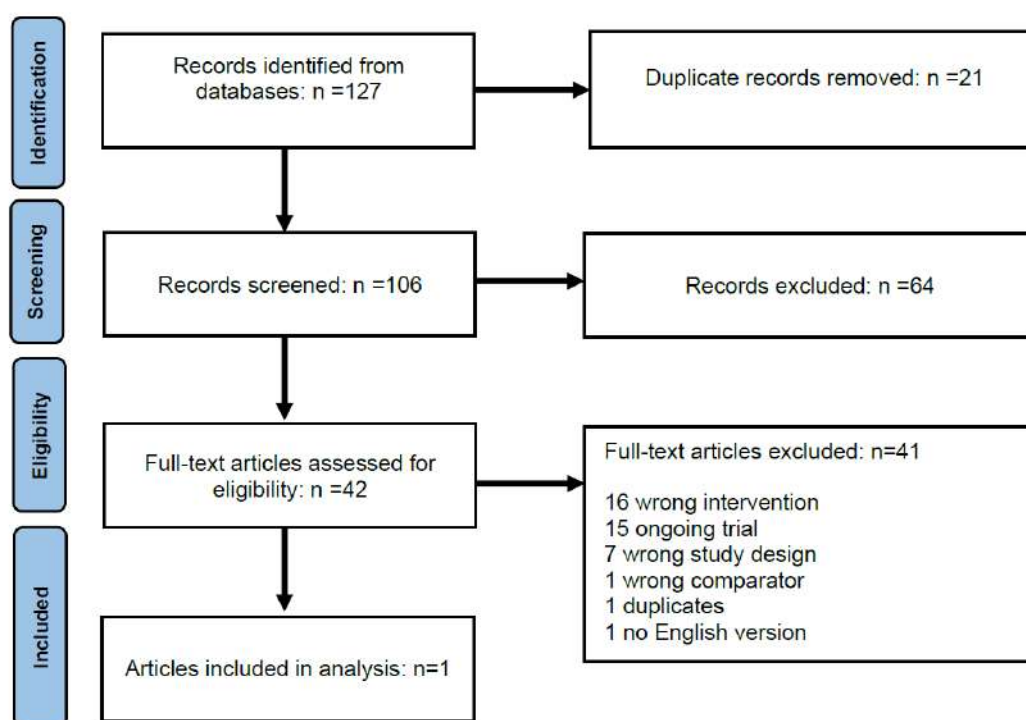 Identification
Records identified from
databases: n =127
Duplicate records removed: n =21
Screening
Records screened: n =106
Records excluded: n =64
Eligibility
Full-text articles assessed for
eligibility: n =42
Full-text articles excluded: n=41
16 wrong intervention
15 ongoing trial
7 wrong study design
1 wrong comparator
1 duplicates
1 no English version
Included
Articles included in analysis: n=1